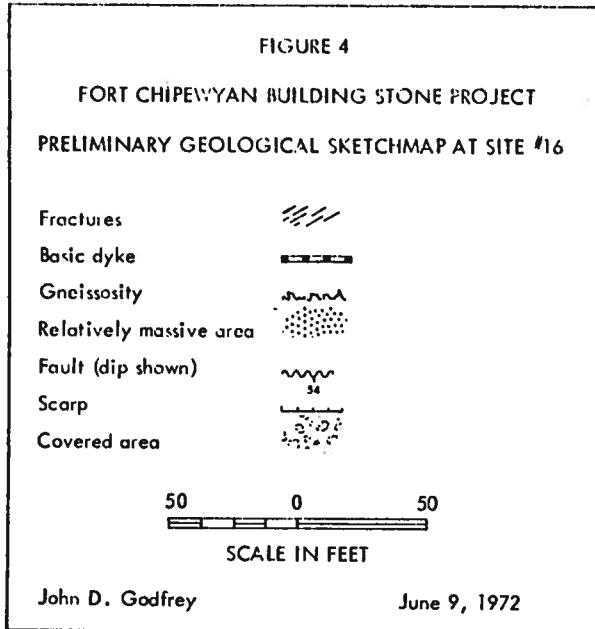 FIGURE 4
FORT CHIPEWYAN BUILDING STONE PROJECT
PRELIMINARY GEOLOGICAL SKETCHMAP AT SITE #16
Fractures
Basic dyke
Gneissosity
Relatively massive area
Fault (dip shown)
54
Scarp
Covered area
50 0 50
SCALE IN FEET
John D. Godfrey June 9, 1972